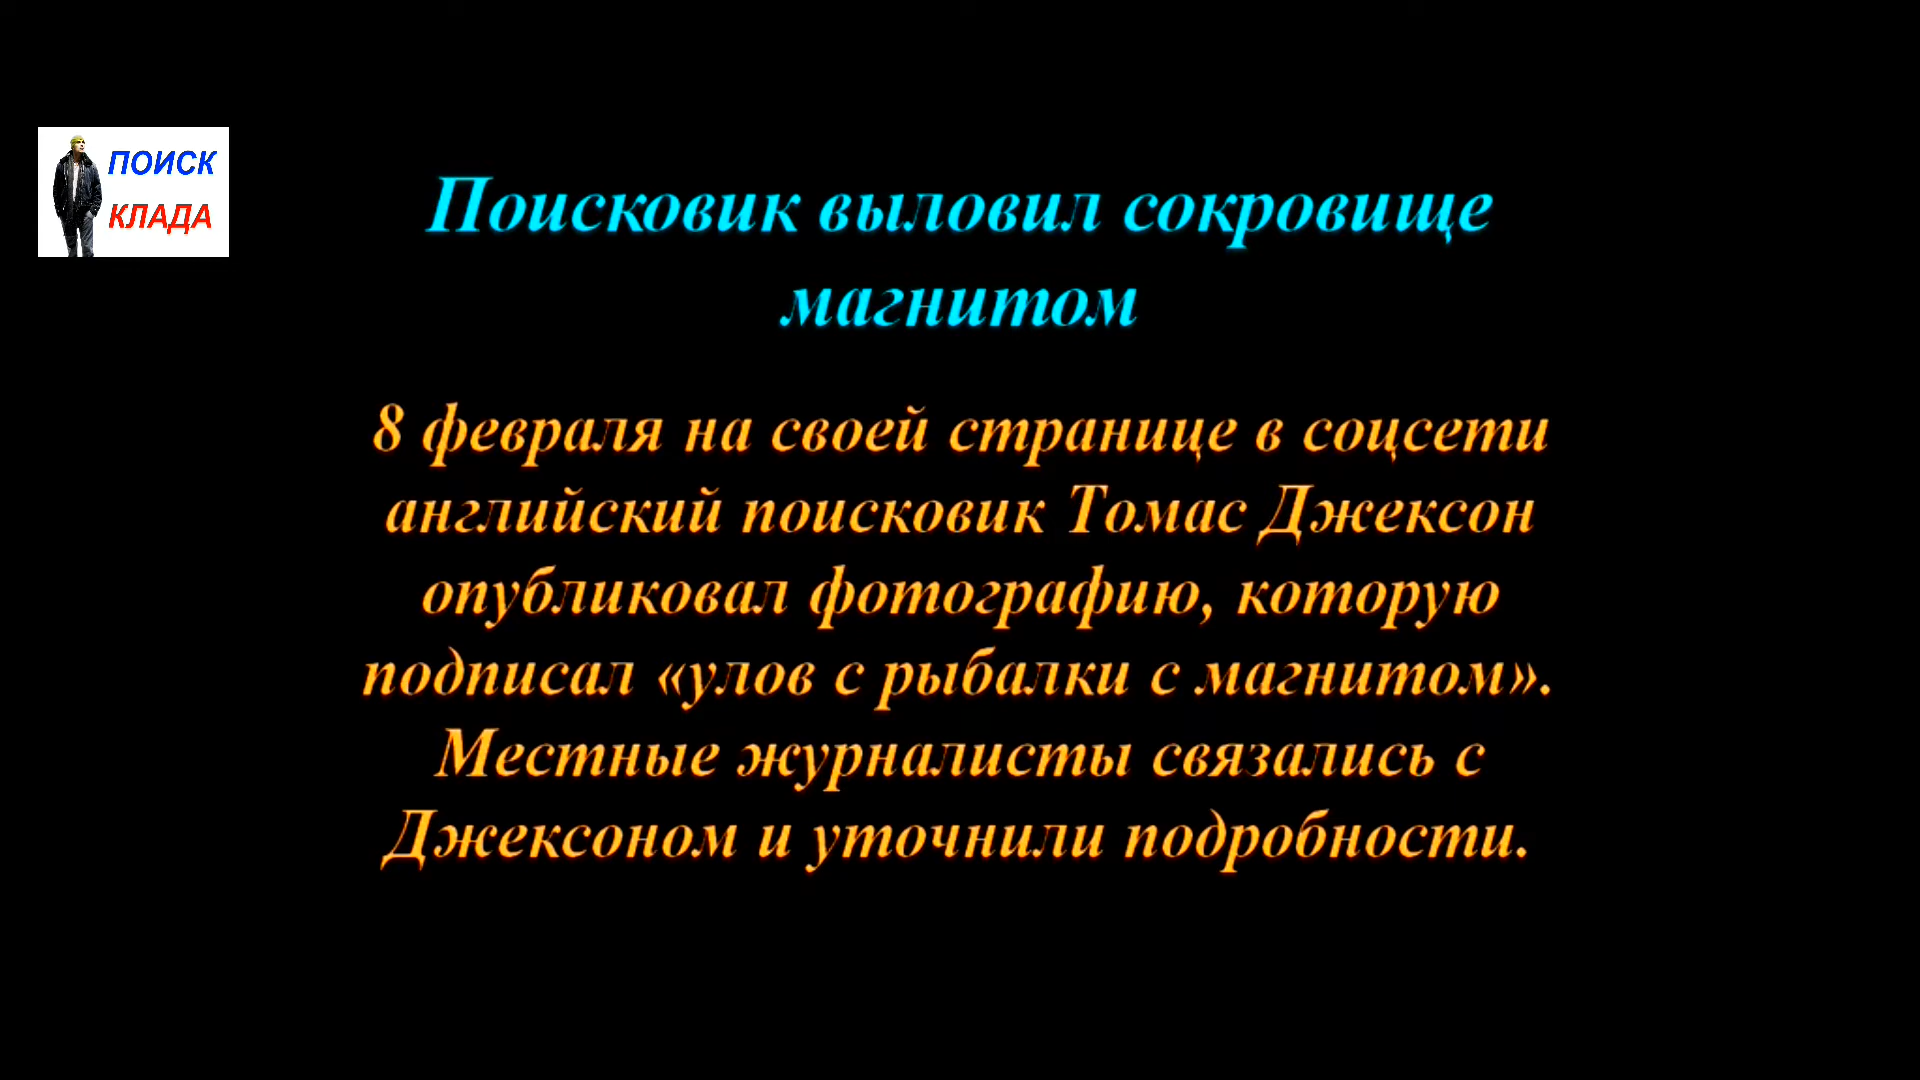 ПОИСК
КЛАДА
Поисковик выловил сокровище
магнитом
8 февраля на своей странице в соцсети
английский поисковик Томас Джексон
опубликовал фотографию, которую
подписал «улов с рыбалки с магнитом».
Местные журналисты связались с
Джексоном и уточнили подробности.